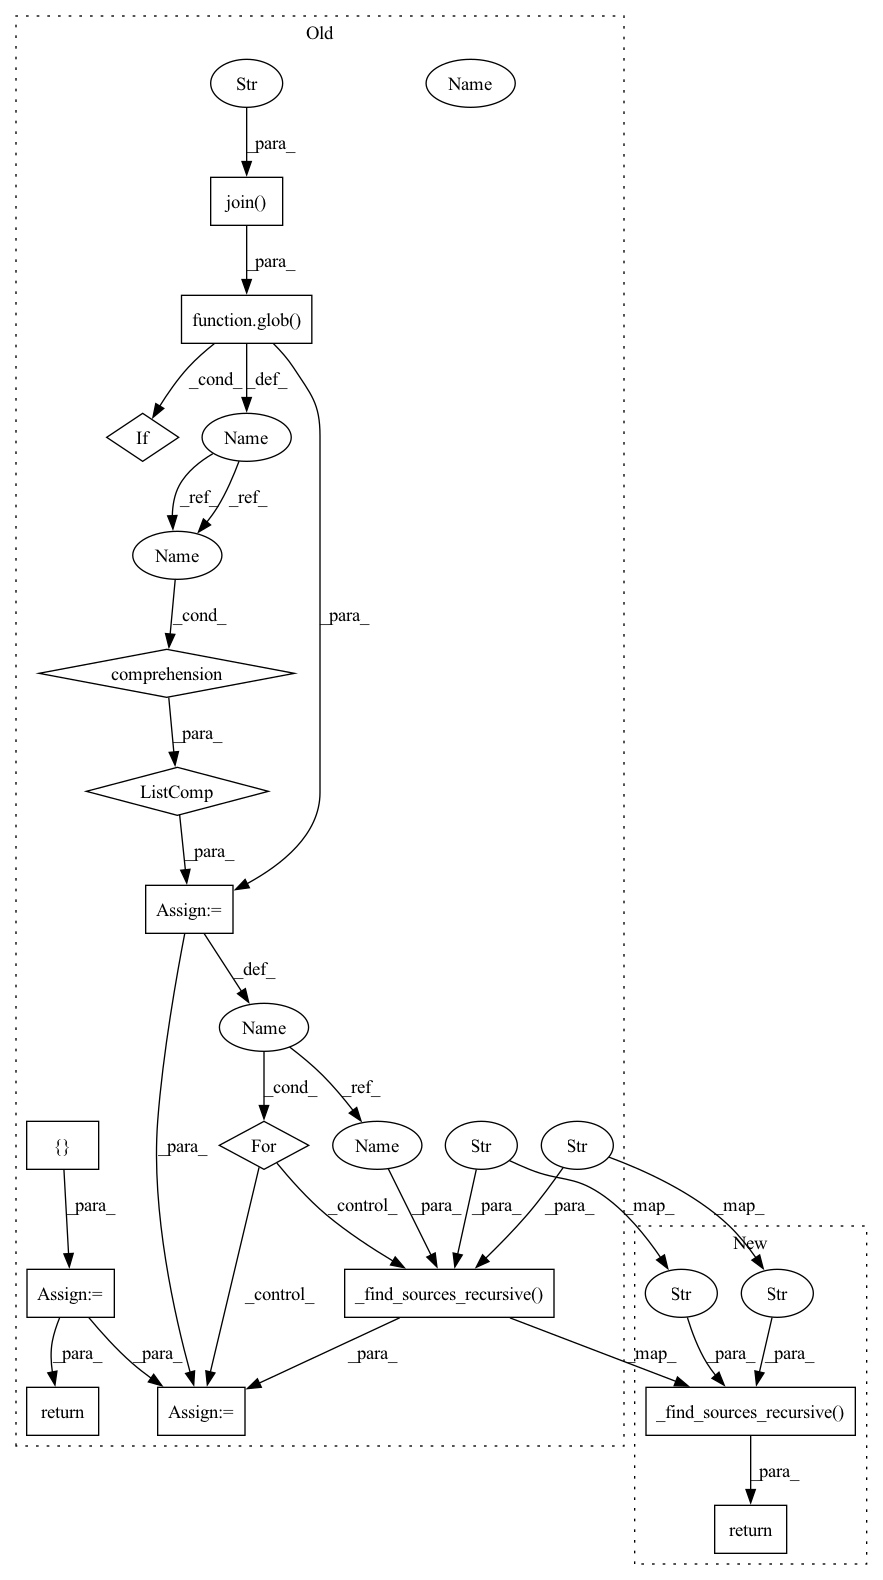 Old
Str
Name
_para_
join()
_para_
function.glob()
_cond_
_def_
If
Name
_ref_
_ref_
Name
_cond_
_para_
comprehension
_para_
ListComp
_para_
Assign:=
_def_
Name
_cond_
_ref_
{}
_para_
For
Name
Str
Str
_para_
_control_
_para_
_para_
_para_
_map_
_map_
New
Assign:=
_control_
_find_sources_recursive()
Str
Str
_para_
_para_
_para_
_map_
_para_
_para_
return
Assign:=
_find_sources_recursive()
_para_
return